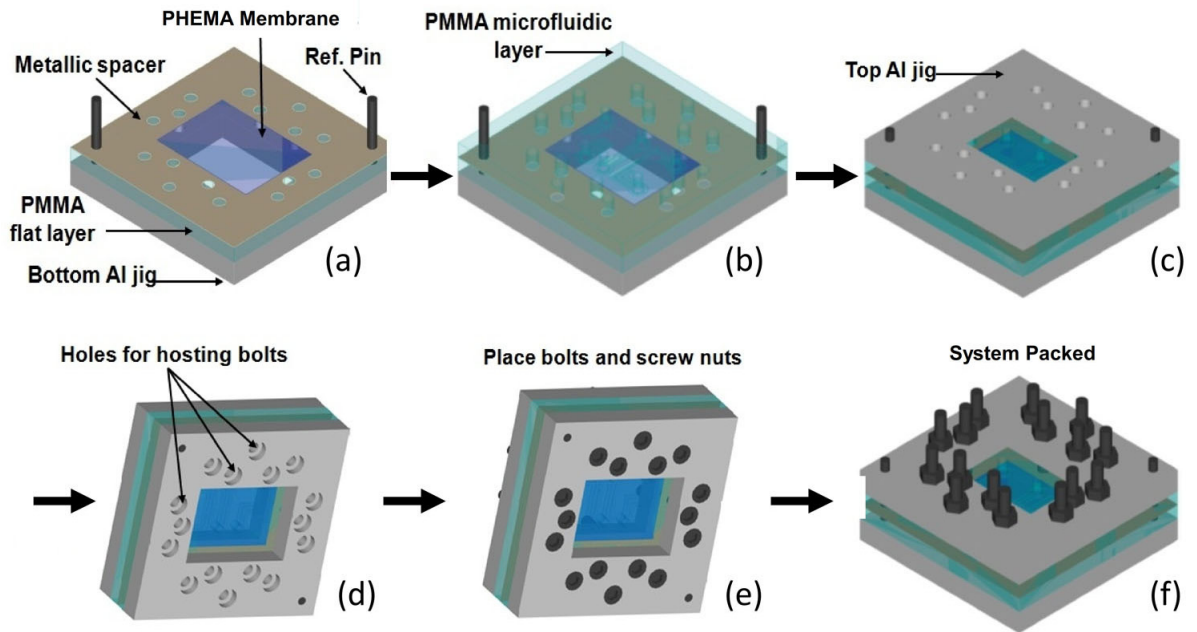 PHEMA Membrane
Metallic spacer
Ref. Pin
PMMA
flat layer
Bottom Al jig
(a)
PMMA microfluidic
layer
(b)
Top Al jig
(c)
Holes for hosting bolts
(d)
Place bolts and screw nuts
(e)
System Packed
(f)